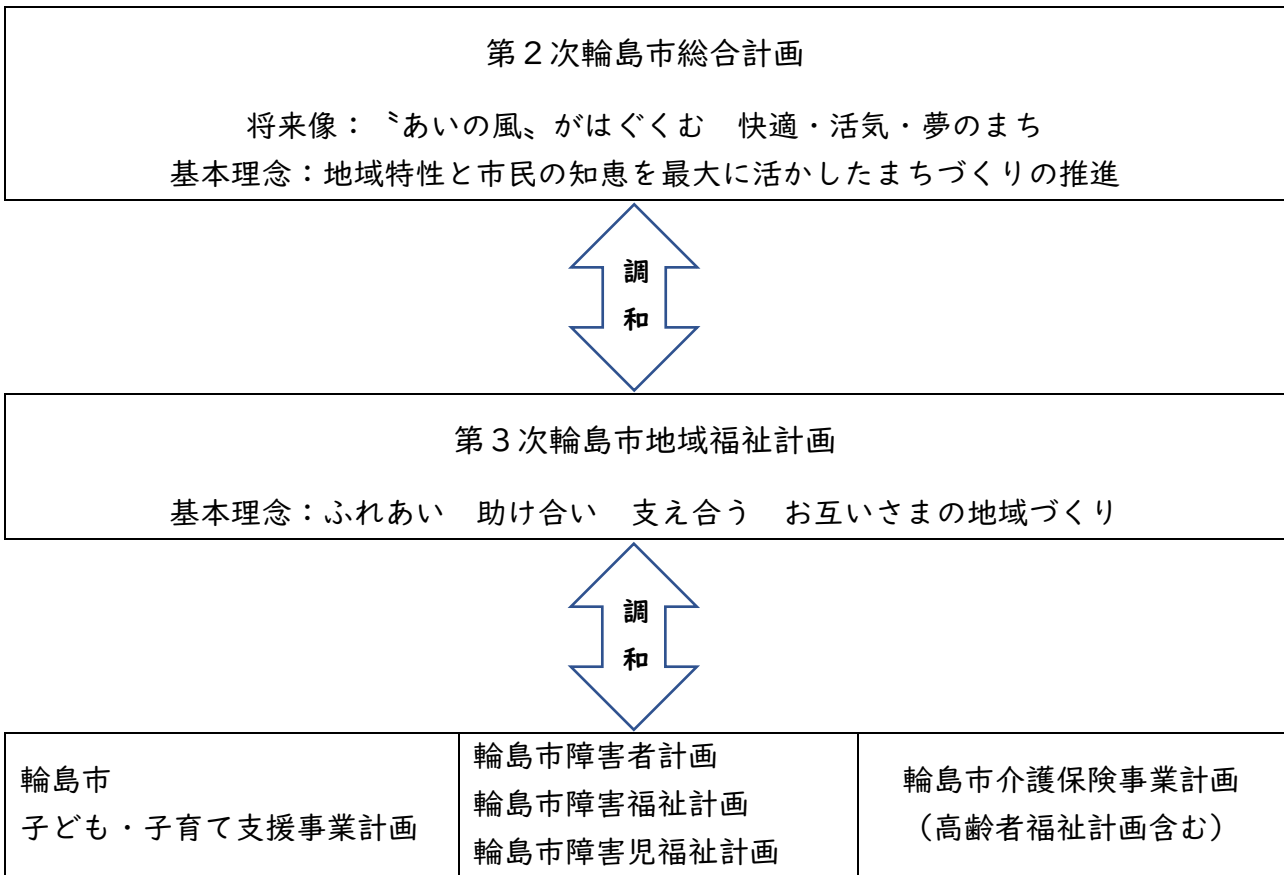 第２次輪島市総合計画
将来像：〝あいの風〟がはぐくむ　快適・活気・夢のまち
基本理念：地域特性と市民の知恵を最大に活かしたまちづくりの推進
調
和
第３次輪島市地域福祉計画
基本理念：ふれあい　助け合い　支え合う　お互いさまの地域づくり
調
和
輪島市
子ども・子育て支援事業計画
輪島市障害者計画
輪島市障害福祉計画
輪島市障害児福祉計画
輪島市介護保険事業計画
（高齢者福祉計画含む）